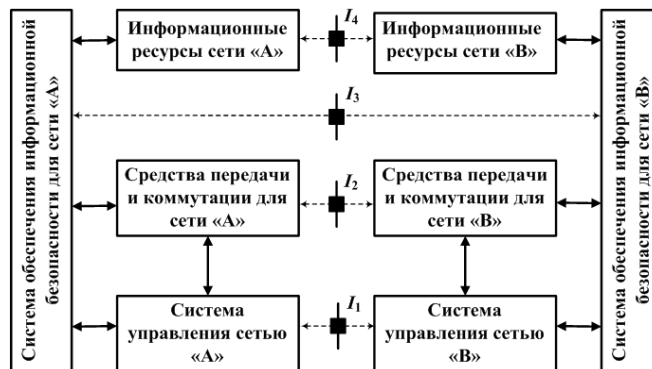 Система обеспечения информационной
безопасности для сети «А»
Информационные
ресурсы сети «А»
I4
Информационные
ресурсы сети «В»
I3
Средства передачи
и коммутации для
сети «А»
I2
Средства передачи
и коммутации для
сети «В»
Система
управления сетью
«А»
I1
Система
управления сетью
«В»
Система обеспечения информационной
безопасности для сети «В»